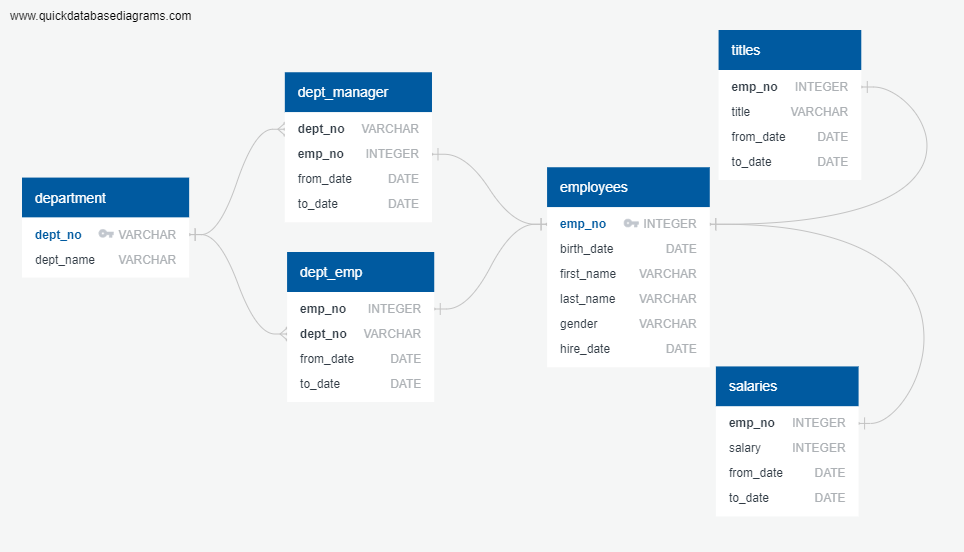 www.quickdatabasediagrams.com
department
dept_no VARCHAR
dept_name VARCHAR
dept_manager
dept_no VARCHAR
emp_no INTEGER
from_date DATE
to_date DATE
dept_emp
emp_no INTEGER
dept_no VARCHAR
from_date DATE
to_date DATE
employees
emp_no INTEGER
birth_date DATE
first_name VARCHAR
last_name VARCHAR
gender VARCHAR
hire_date DATE
titles
emp_no INTEGER
title VARCHAR
from_date DATE
to_date DATE
salaries
emp_no INTEGER
salary INTEGER
from_date DATE
to_date DATE